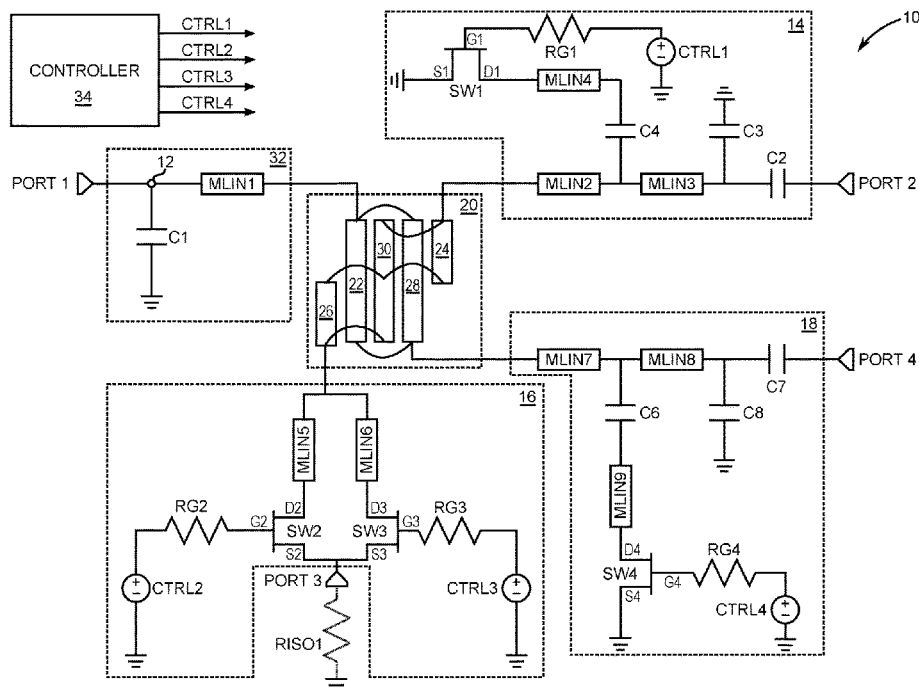 10
CONTROLLER
34
CTRL1
CTRL2
CTRL3
CTRL4
14
G1
S1
D1
SW1
RG1
CTRL1
MLIN4
C4
C3
C2
MLIN2
MLIN3
PORT 2
PORT 1
12
32
MLIN1
C1
20
30
24
22
28
26
18
MLIN7
MLIN8
C7
PORT 4
C6
C8
MLIN9
D4
SW4
G4
S4
RG4
CTRL4
16
MLIN5
MLIN6
RG2
G2
D2
SW2
S2
D3
SW3
G3
S3
RG3
CTRL2
PORT 3
CTRL3
RISO1